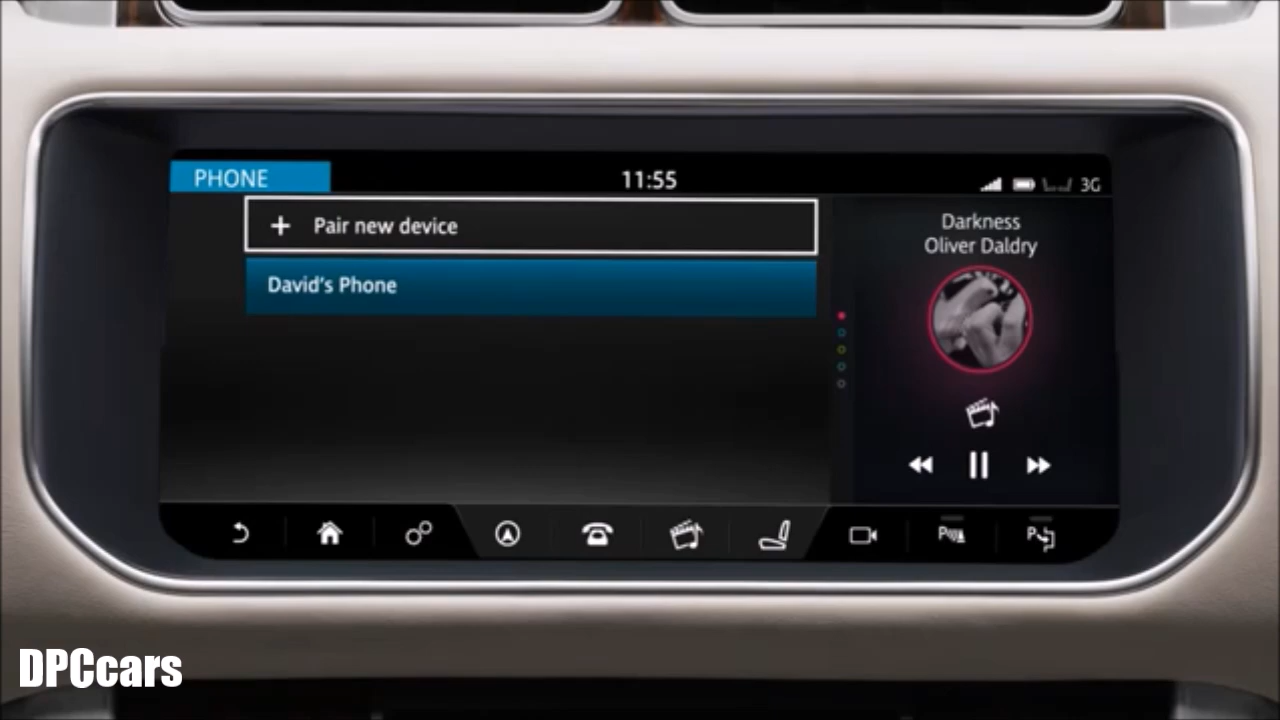 PHONE
11:55
3G
+ Pair new device
David's Phone
Darkness
Oliver Daldry
DPCcars